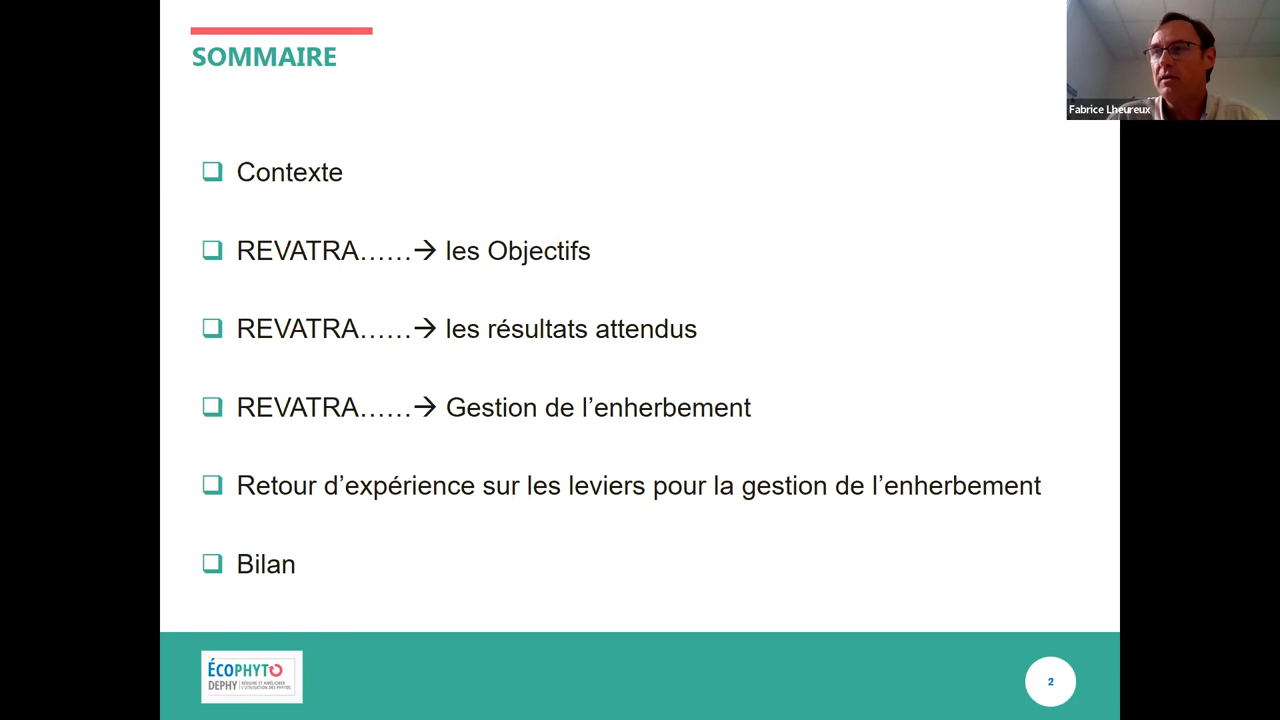 SOMMAIRE
Fabrice Lheureux
❑ Contexte
❑ REVATRA……→ les Objectifs
❑ REVATRA……→ les résultats attendus
❑ REVATRA……→ Gestion de l’enherbement
❑ Retour d’expérience sur les leviers pour la gestion de l’enherbement
❑ Bilan
ÉCOPHYTO
DEPHY
RÉDUIRE ET AMÉLIORER
L'UTILISATION DES PHYTOS
2